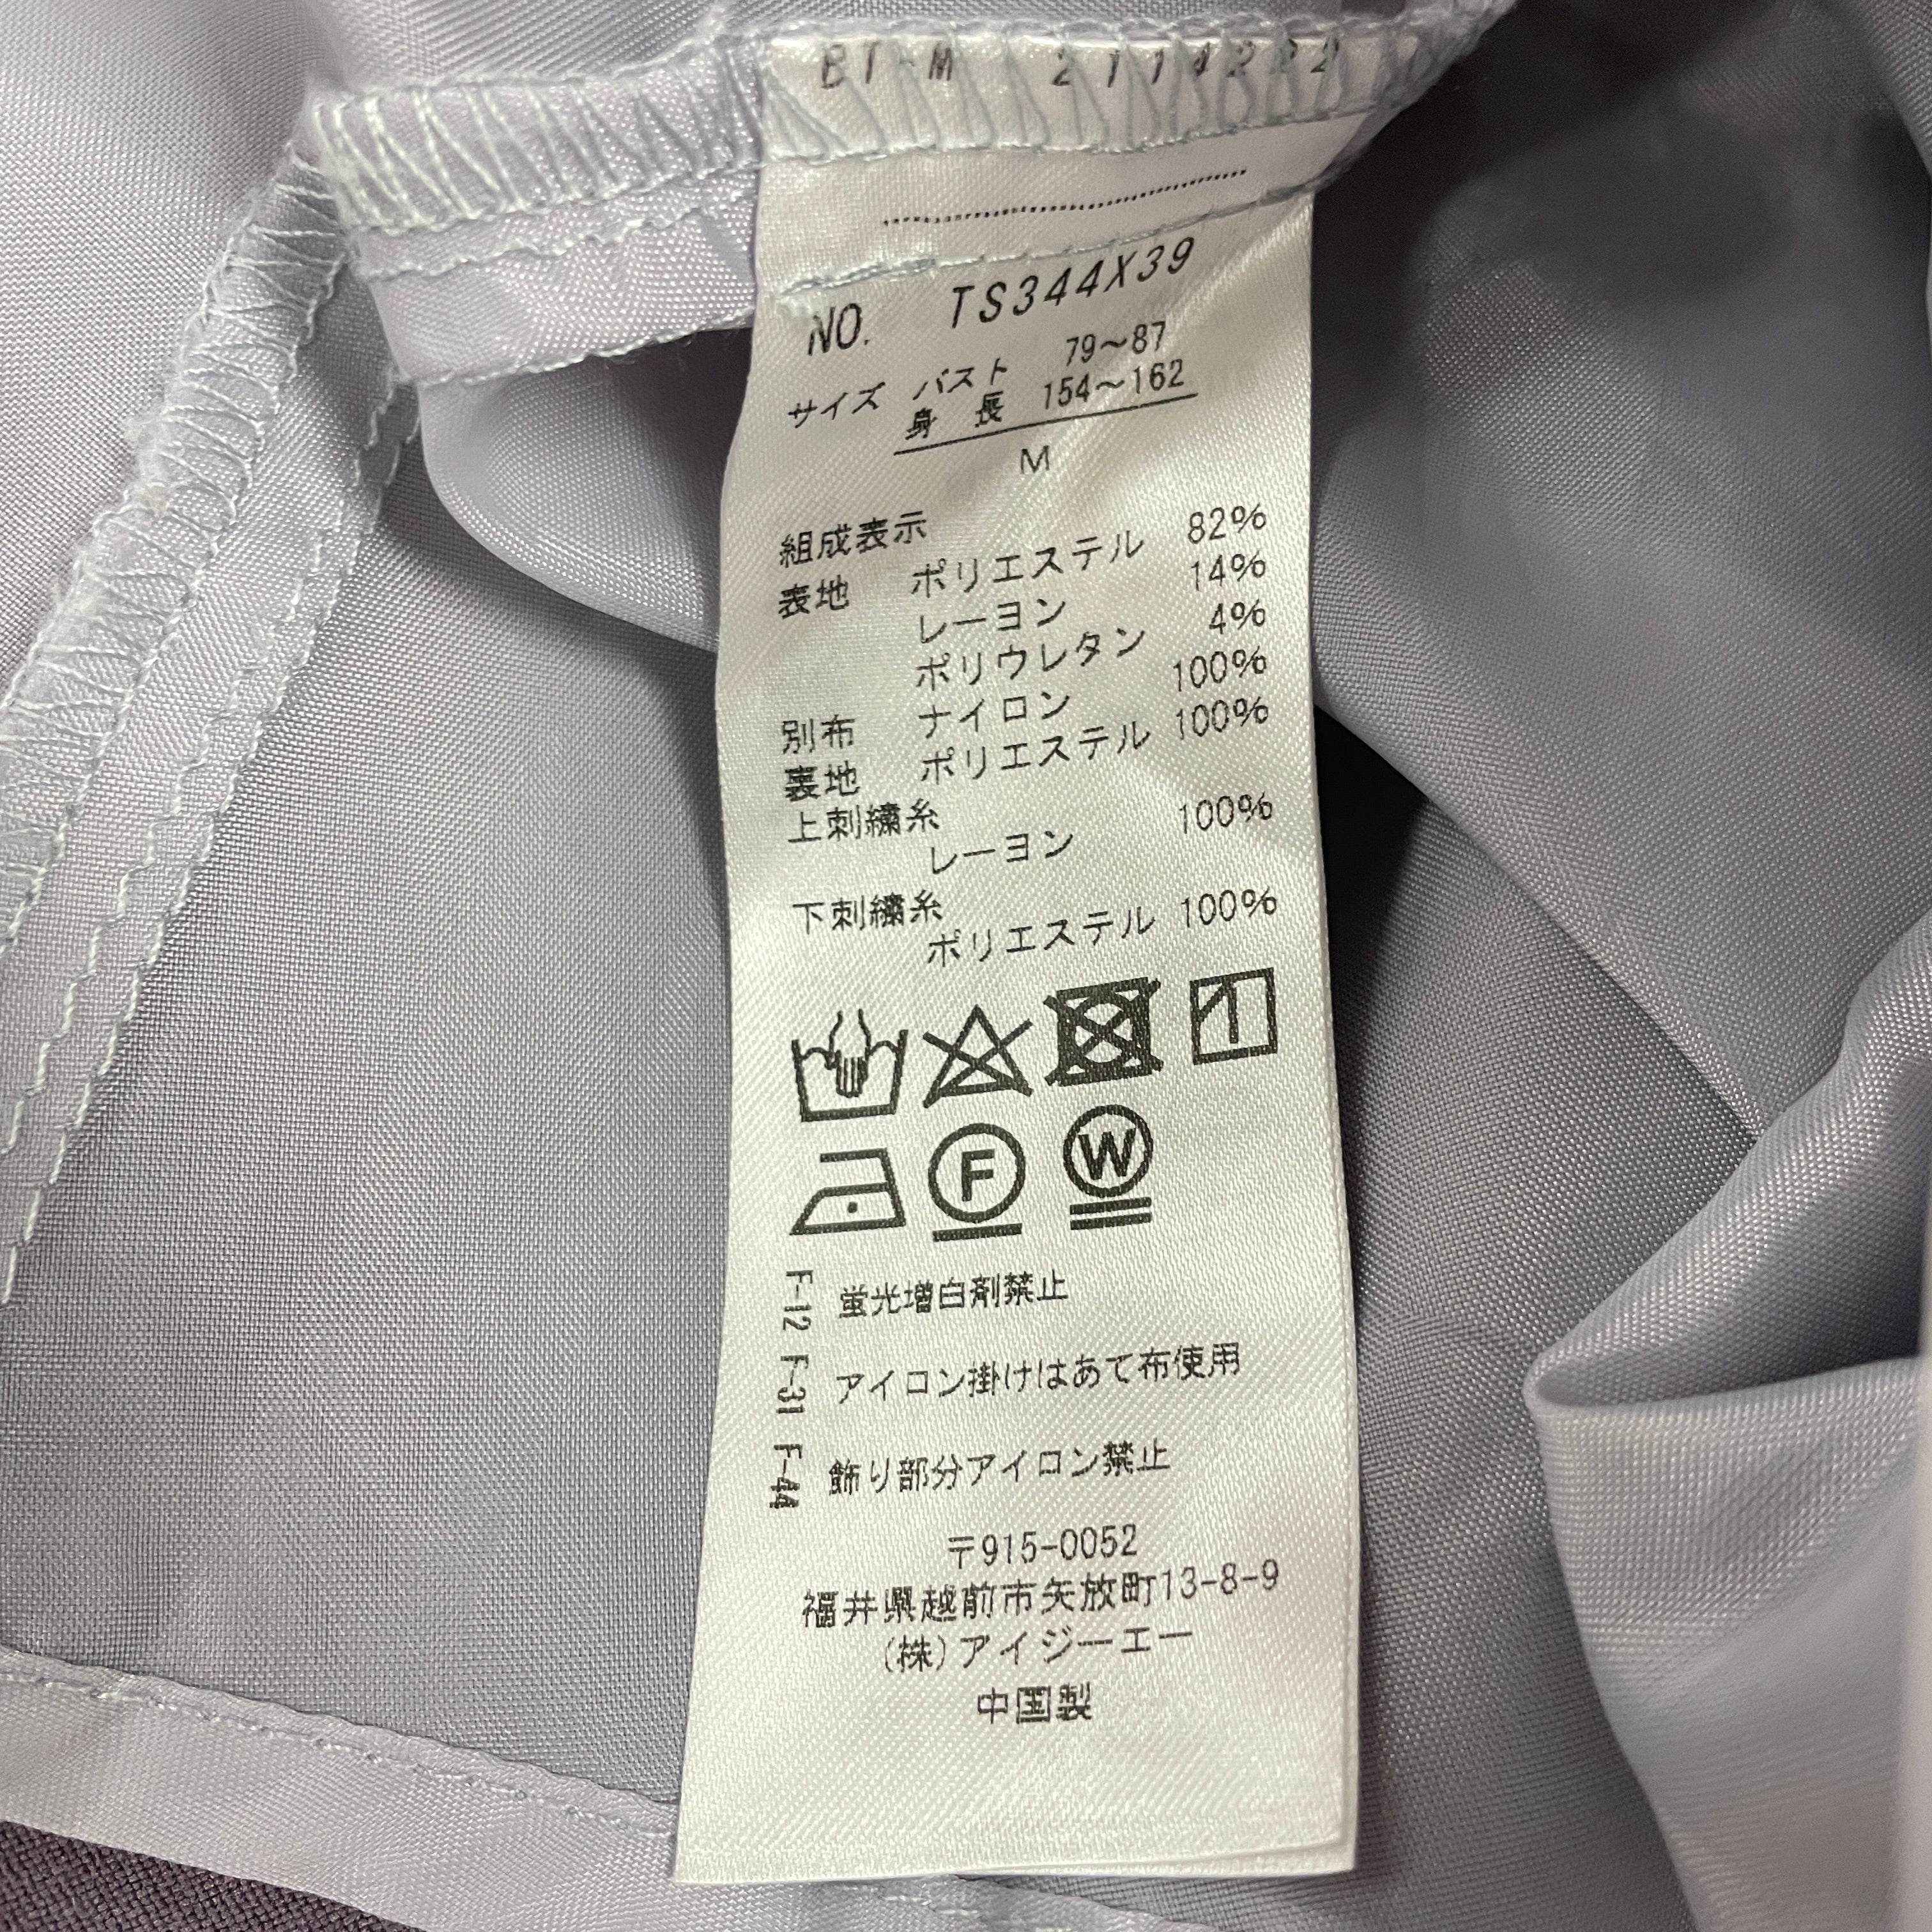 BT-M 2114222
NO. TS344X39
サイズ バスト 79～87
身 長 154～162
M
組成表示
表地 ポリエステル 82%
レーヨン 14%
ポリウレタン 4%
別布 ナイロン 100%
裏地 ポリエステル 100%
上刺繍糸
レーヨン 100%
下刺繍糸
ポリエステル 100%
F
W
F-12 蛍光増白剤禁止
F-31 アイロン掛けはあて布使用
F-44 飾り部分アイロン禁止
〒915-0052
福井県越前市矢放町13-8-9
(株)アイジーエー
中国製